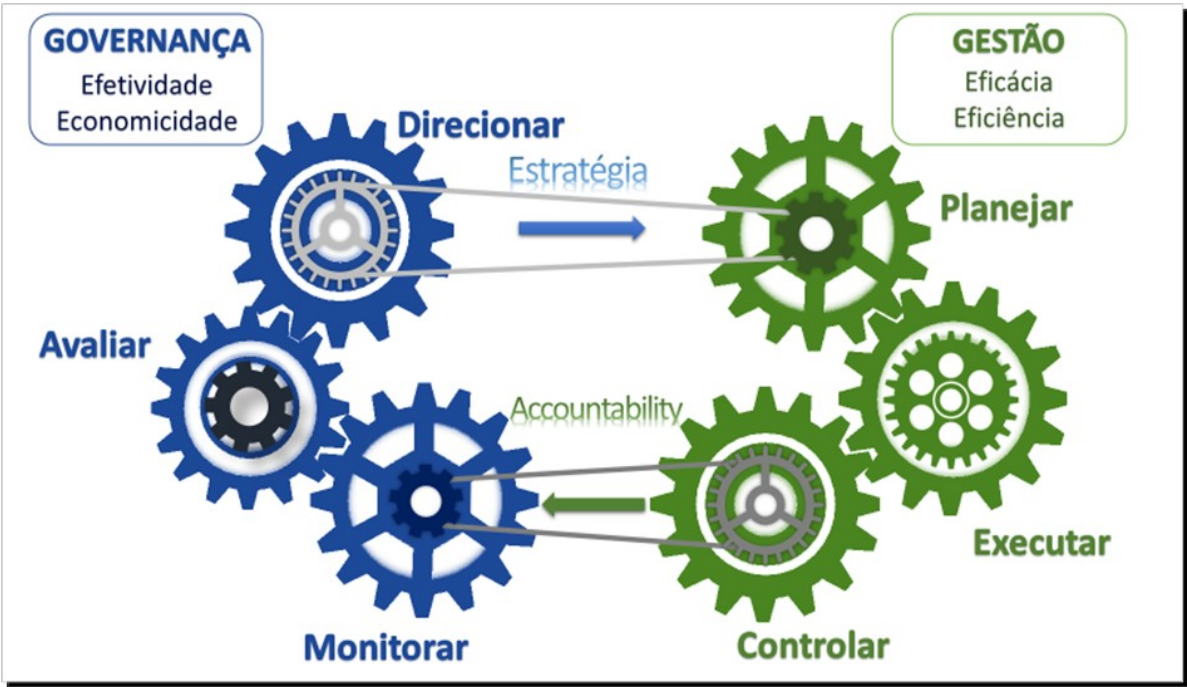 GOVERNANÇA
Efetividade
Economicidade
GESTÃO
Eficácia
Eficiência
Direcionar
Estratégia
Planejar
Avaliar
Accountability
Executar
Monitorar
Controlar